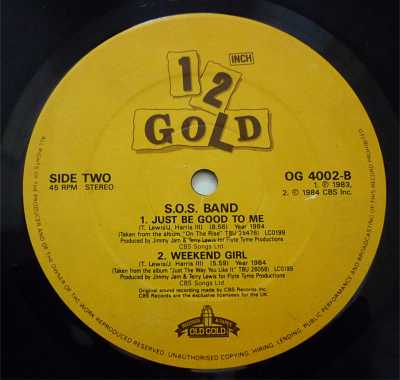 12 INCH
GOLD
SIDE TWO
45 RPM STEREO
OG 4002-B
1. ℗ 1983,
2. ℗ 1984 CBS Inc.
S.O.S. BAND
1. JUST BE GOOD TO ME
(T. Lewis/J. Harris III) (8.56) Year 1984
(Taken from the album, "On The Rise" TBU 25476) LC0199
Produced by Jimmy Jam & Terry Lewis for Flyte Tyme Productions
CBS Songs Ltd
2. WEEKEND GIRL
(T. Lewis/J. Harris III) (5.59) Year 1984
(Taken from the album "Just The Way You Like It" TBU 26058) LC0199
Produced by Jimmy Jam & Terry Lewis for Flyte Tyme Productions
CBS Songs Ltd
Original sound recording made by CBS Records Inc.
CBS Records are the exclusive licensees for the UK.
OLD GOLD
ALL RIGHTS OF THE PRODUCER AND OF THE OWNER OF THE WORK REPRODUCED RESERVED. UNAUTHORISED COPYING, HIRING, LENDING, PUBLIC PERFORMANCE AND BROADCASTING OF THIS RECORD PROHIBITED